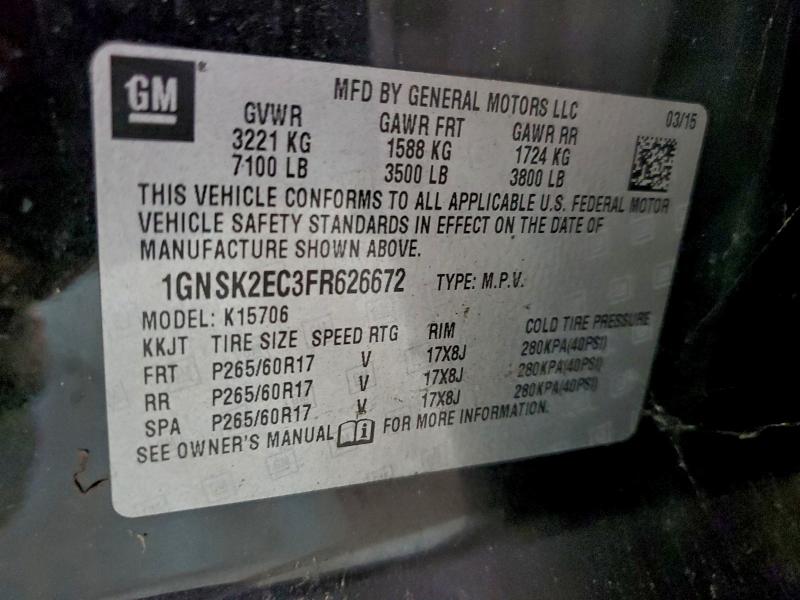 GM®
MFD BY GENERAL MOTORS LLC
03/15
GVWR GAWR FRT GAWR RR
3221 KG 1588 KG 1724 KG
7100 LB 3500 LB 3800 LB
THIS VEHICLE CONFORMS TO ALL APPLICABLE U.S. FEDERAL MOTOR
VEHICLE SAFETY STANDARDS IN EFFECT ON THE DATE OF
MANUFACTURE SHOWN ABOVE.
1GNSK2EC3FR626672 TYPE: M.P.V.
MODEL: K15706
KKJT TIRE SIZE SPEED RTG RIM COLD TIRE PRESSURE
FRT P265/60R17 V 17X8J 280KPA(40PSI)
RR P265/60R17 V 17X8J 280KPA(40PSI)
SPA P265/60R17 V 17X8J 280KPA(40PSI)
SEE OWNER'S MANUAL i FOR MORE INFORMATION.